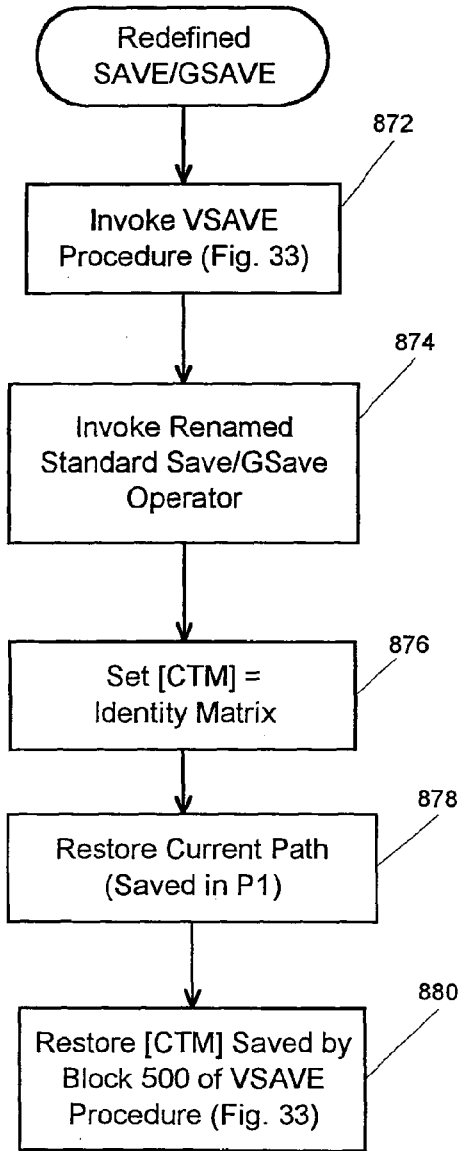 Redefined
SAVE/GSAVE
872
Invoke VSAVE
Procedure (Fig. 33)
874
Invoke Renamed
Standard Save/GSave
Operator
876
Set [CTM] =
Identity Matrix
878
Restore Current Path
(Saved in P1)
880
Restore [CTM] Saved by
Block 500 of VSAVE
Procedure (Fig. 33)